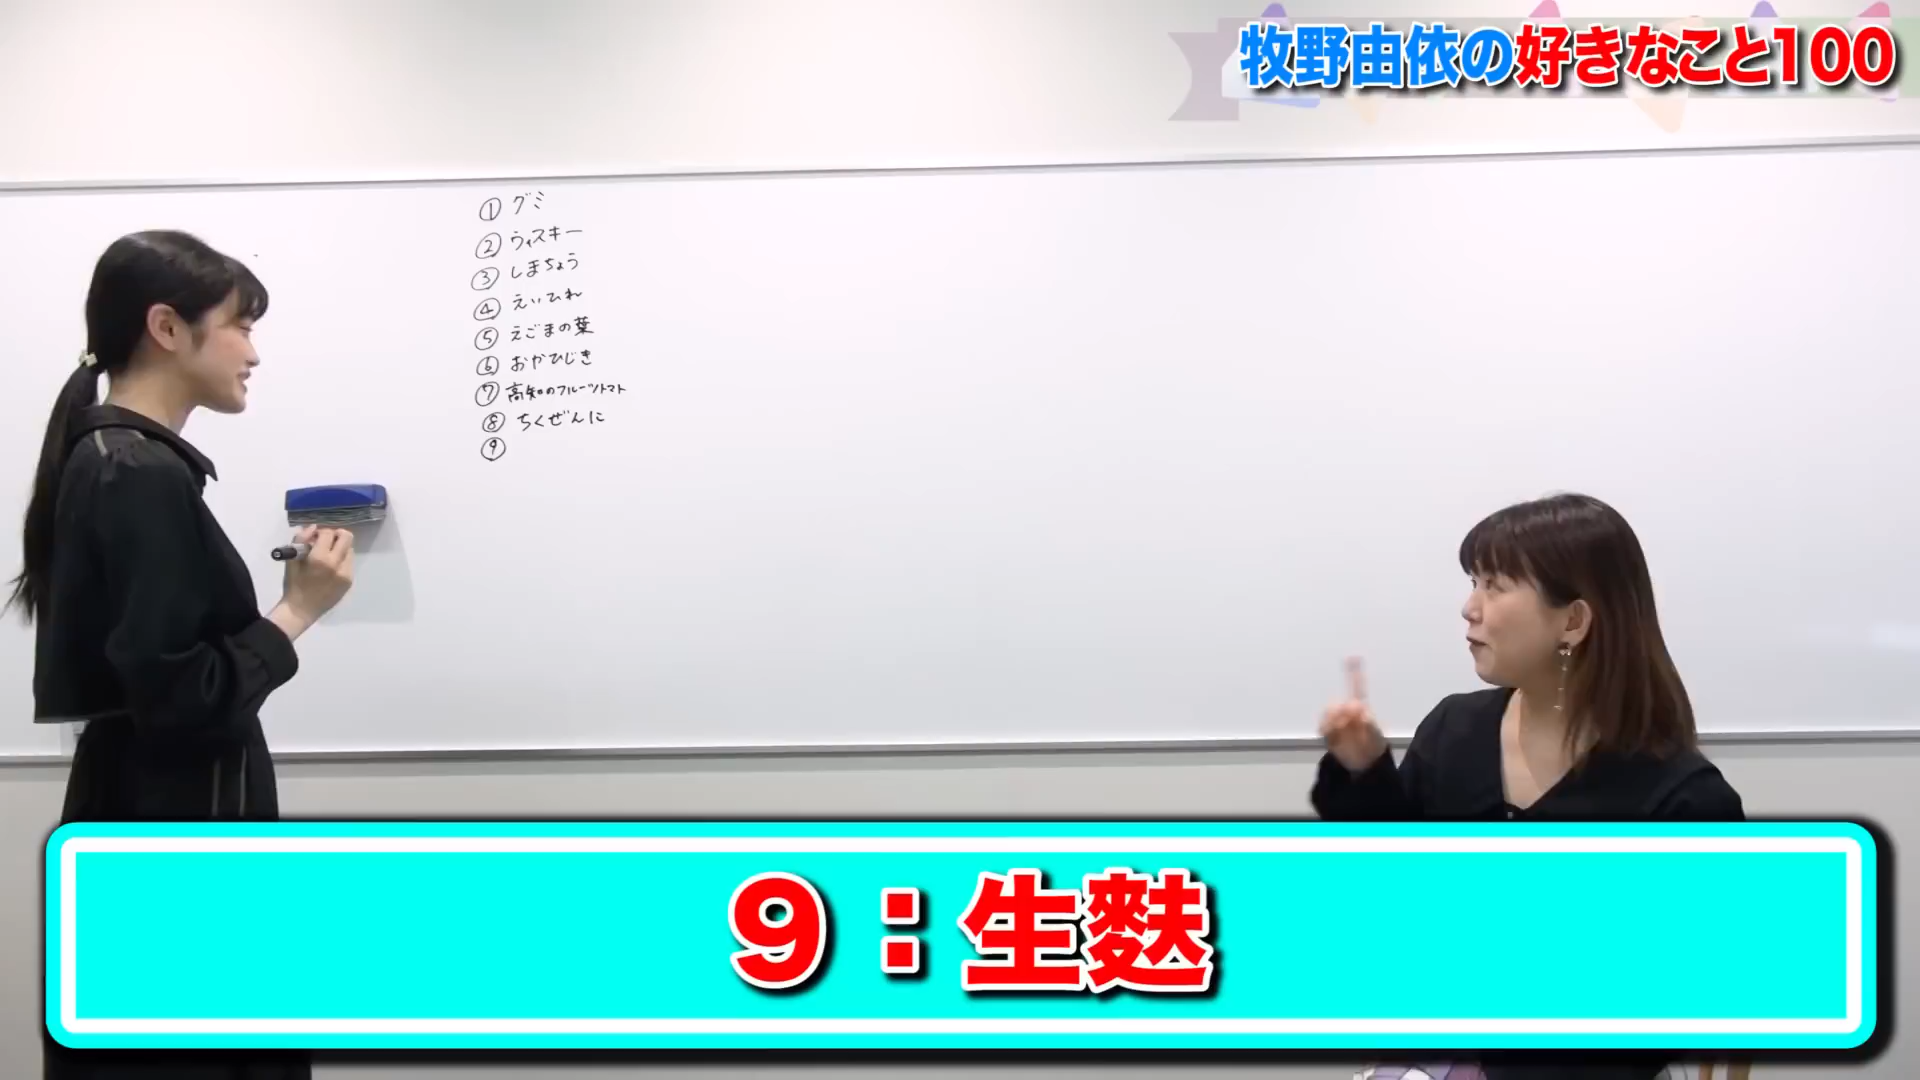 牧野由依の好きなこと100
① グミ
② ウィスキー
③ しまちょう
④ えいひれ
⑤ えごまの葉
⑥ おかひじき
⑦ 高知のフルーツトマト
⑧ ちくぜんに
⑨
9：生麩